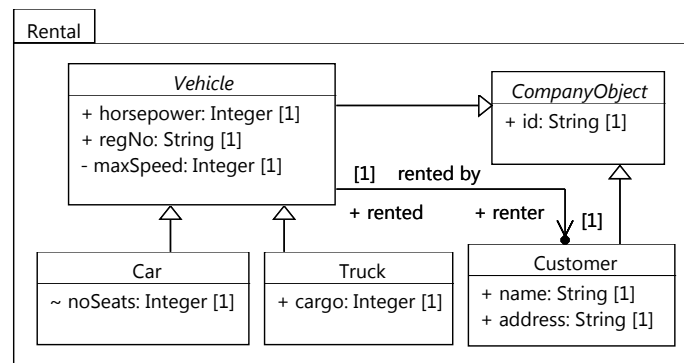 Rental
Vehicle
+ horsepower: Integer [1]
+ regNo: String [1]
- maxSpeed: Integer [1]
CompanyObject
+ id: String [1]
[1] rented by
+ rented
+ renter
[1]
Car
~ noSeats: Integer [1]
Truck
+ cargo: Integer [1]
Customer
+ name: String [1]
+ address: String [1]